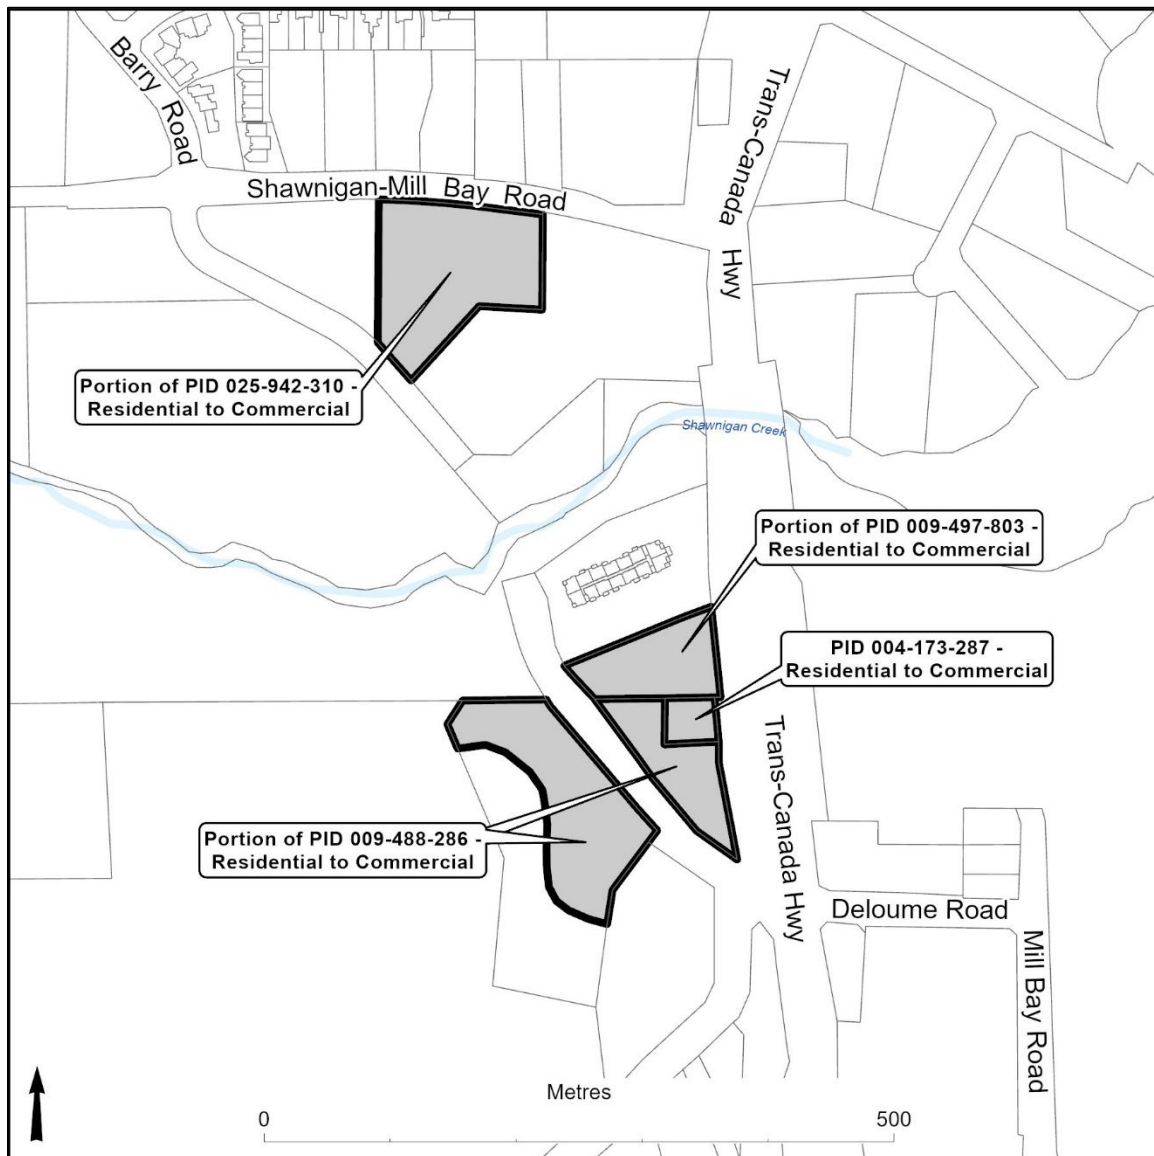 Barry Road
Trans-Canada Hwy
Shawnigan-Mill Bay Road
Portion of PID 025-942-310 -
Residential to Commercial
Shawnigan Creek
Portion of PID 009-497-803 -
Residential to Commercial
PID 004-173-287 -
Residential to Commercial
Trans-Canada Hwy
Portion of PID 009-488-286 -
Residential to Commercial
Deloume Road
Mill Bay Road
Metres
0
500